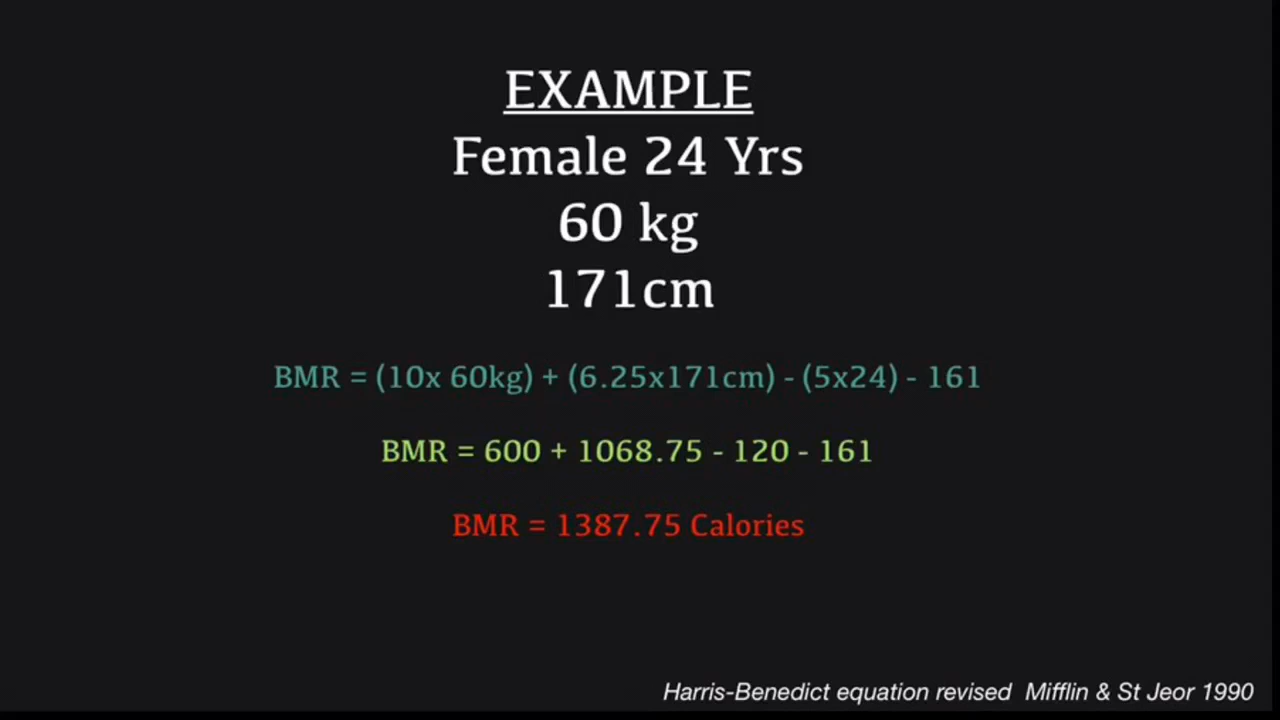 EXAMPLE
Female 24 Yrs
60 kg
171cm
BMR = (10x 60kg) + (6.25x171cm) - (5x24) - 161
BMR = 600 + 1068.75 - 120 - 161
BMR = 1387.75 Calories
Harris-Benedict equation revised Mifflin & St Jeor 1990